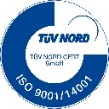 TÜV NORD
TÜV NORD CERT
GmbH
ISO 9001/14001